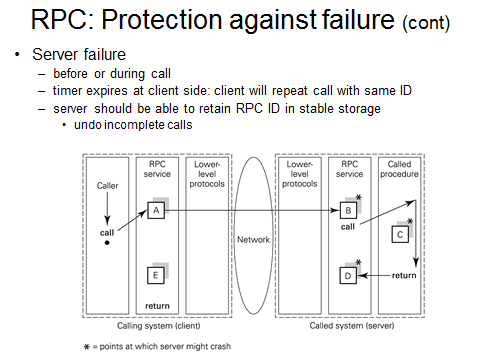 RPC: Protection against failure (cont)
• Server failure
– before or during call
– timer expires at client side: client will repeat call with same ID
– server should be able to retain RPC ID in stable storage
• undo incomplete calls
Caller
call
RPC
service
A
E
return
Lower-
level
protocols
Network
Lower-
level
protocols
RPC
service
*
B
call
*
D
Called
procedure
*
C
return
Calling system (client)
Called system (server)
* = points at which server might crash